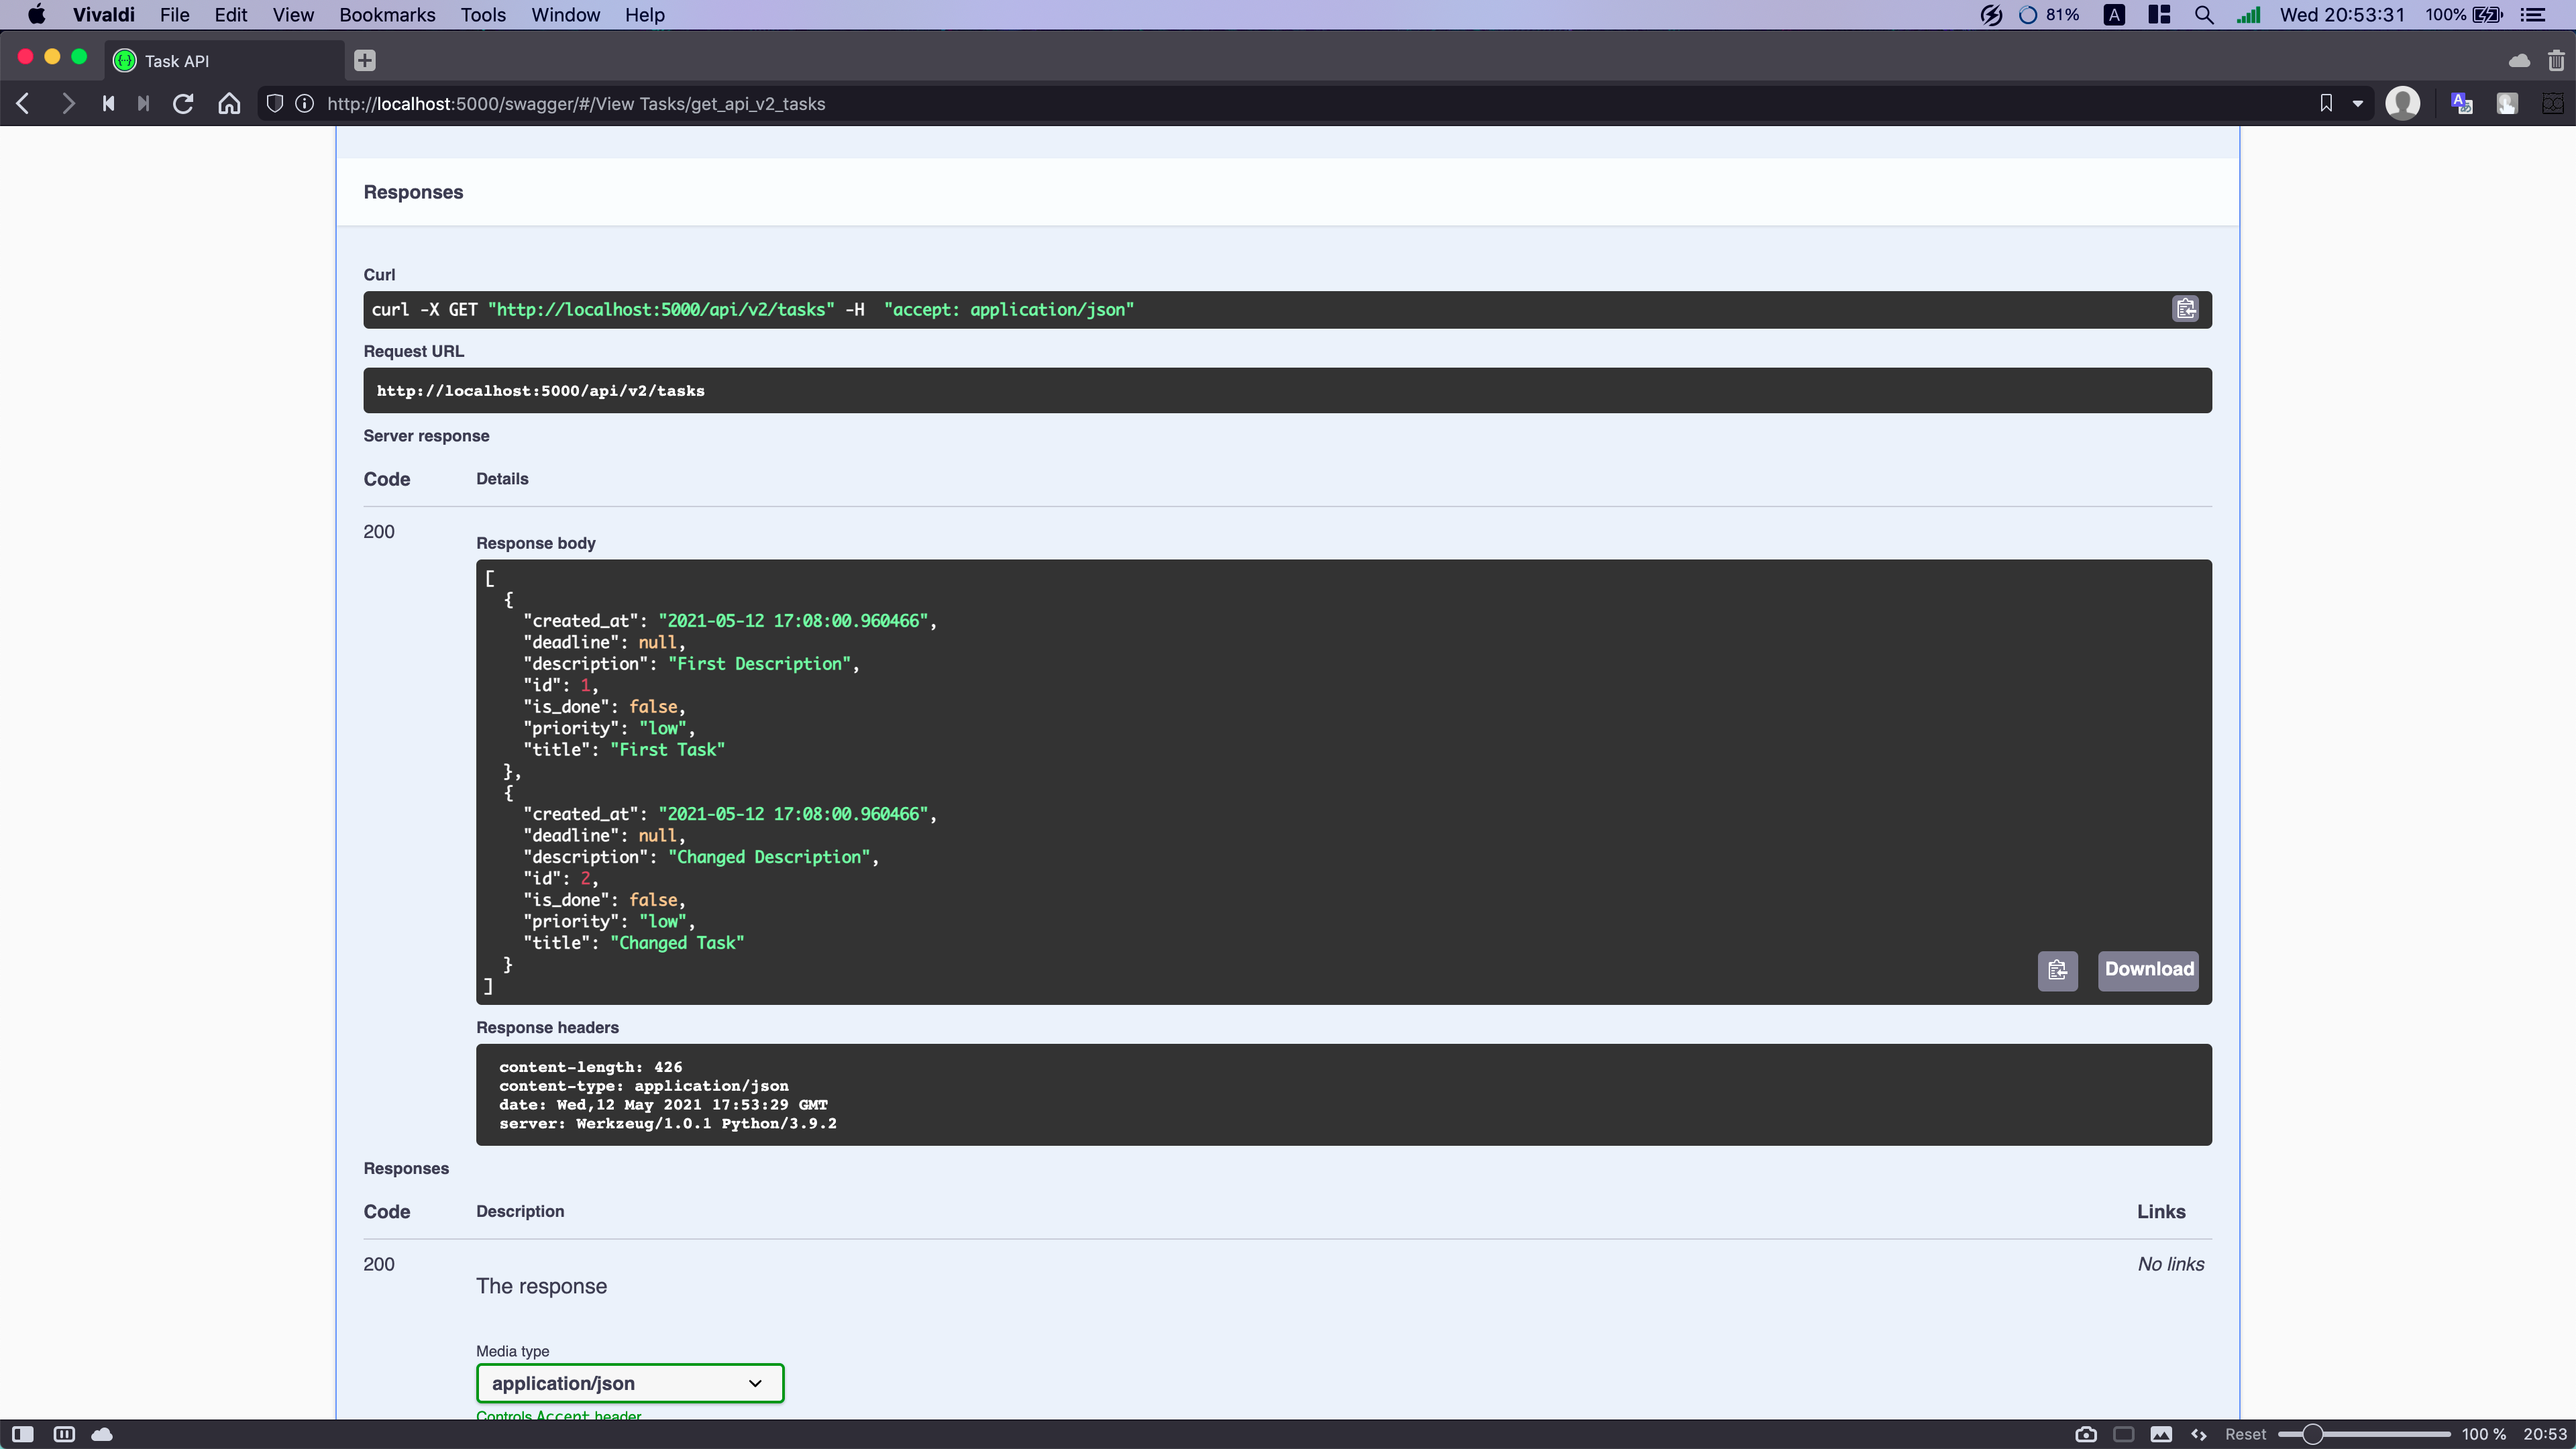 Vivaldi File Edit View Bookmarks Tools Window Help 81% A Wed 20:53:31 100%
Task API
http://localhost:5000/swagger/#/View Tasks/get_api_v2_tasks
Responses
Curl
curl -X GET "http://localhost:5000/api/v2/tasks" -H  "accept: application/json"
Request URL
http://localhost:5000/api/v2/tasks
Server response
Code Details
200
Response body
[
  {
    "created_at": "2021-05-12 17:08:00.960466",
    "deadline": null,
    "description": "First Description",
    "id": 1,
    "is_done": false,
    "priority": "low",
    "title": "First Task"
  },
  {
    "created_at": "2021-05-12 17:08:00.960466",
    "deadline": null,
    "description": "Changed Description",
    "id": 2,
    "is_done": false,
    "priority": "low",
    "title": "Changed Task"
  }
]
Download
Response headers
content-length: 426
content-type: application/json
date: Wed,12 May 2021 17:53:29 GMT
server: Werkzeug/1.0.1 Python/3.9.2
Responses
Code Description Links
200 No links
The response
Media type
application/json
Controls Accept header
Reset 100 % 20:53